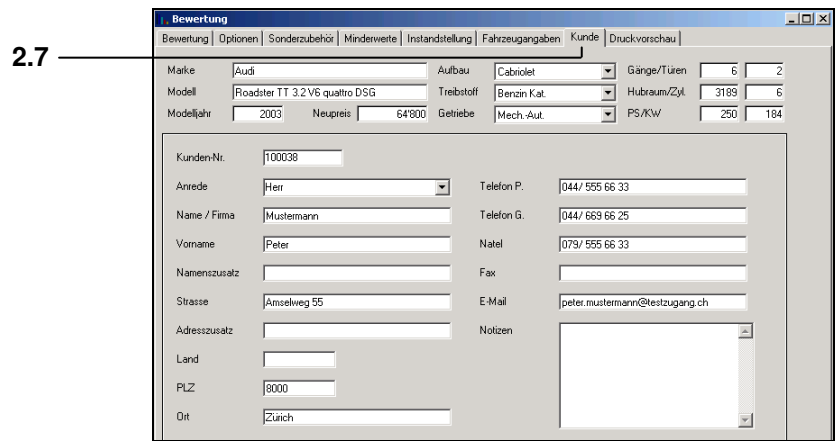 Bewertung
Bewertung Optionen Sonderzubehör Minderwerte Instandstellung Fahrzeugangaben Kunde Druckvorschau
2.7
Marke Audi Aufbau Cabriolet Gänge/Türen 6 2
Modell Roadster TT 3.2 V6 quattro DSG Treibstoff Benzin Kat. Hubraum/Zyl. 3189 6
Modelljahr 2003 Neupreis 64'800 Getriebe Mech.-Aut. PS/KW 250 184
Kunden-Nr. 100038
Anrede Herr Telefon P. 044/ 555 66 33
Name / Firma Mustermann Telefon G. 044/ 669 66 25
Vorname Peter Natel 079/ 555 66 33
Namenszusatz Fax
Strasse Amselweg 55 E-Mail peter.mustermann@testzugang.ch
Adresszusatz Notizen
Land
PLZ 8000
Ort Zürich